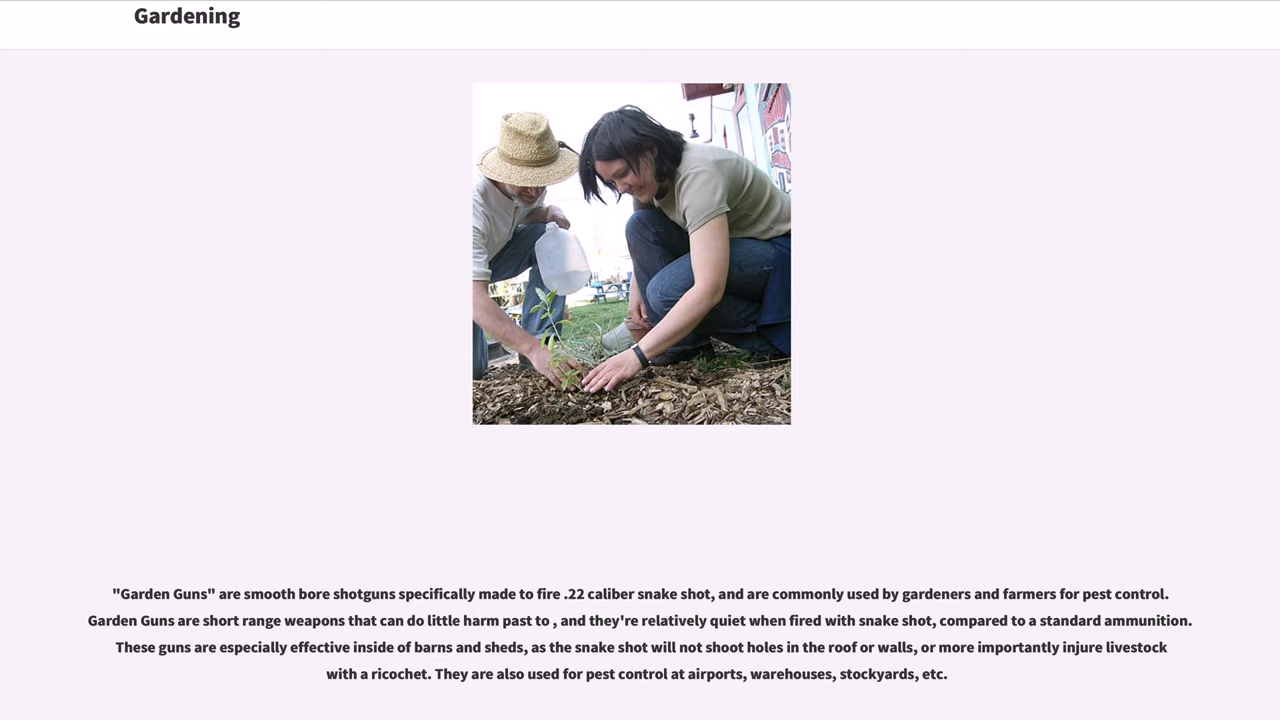 Gardening
"Garden Guns" are smooth bore shotguns specifically made to fire .22 caliber snake shot, and are commonly used by gardeners and farmers for pest control.
Garden Guns are short range weapons that can do little harm past to , and they're relatively quiet when fired with snake shot, compared to a standard ammunition.
These guns are especially effective inside of barns and sheds, as the snake shot will not shoot holes in the roof or walls, or more importantly injure livestock
with a ricochet. They are also used for pest control at airports, warehouses, stockyards, etc.